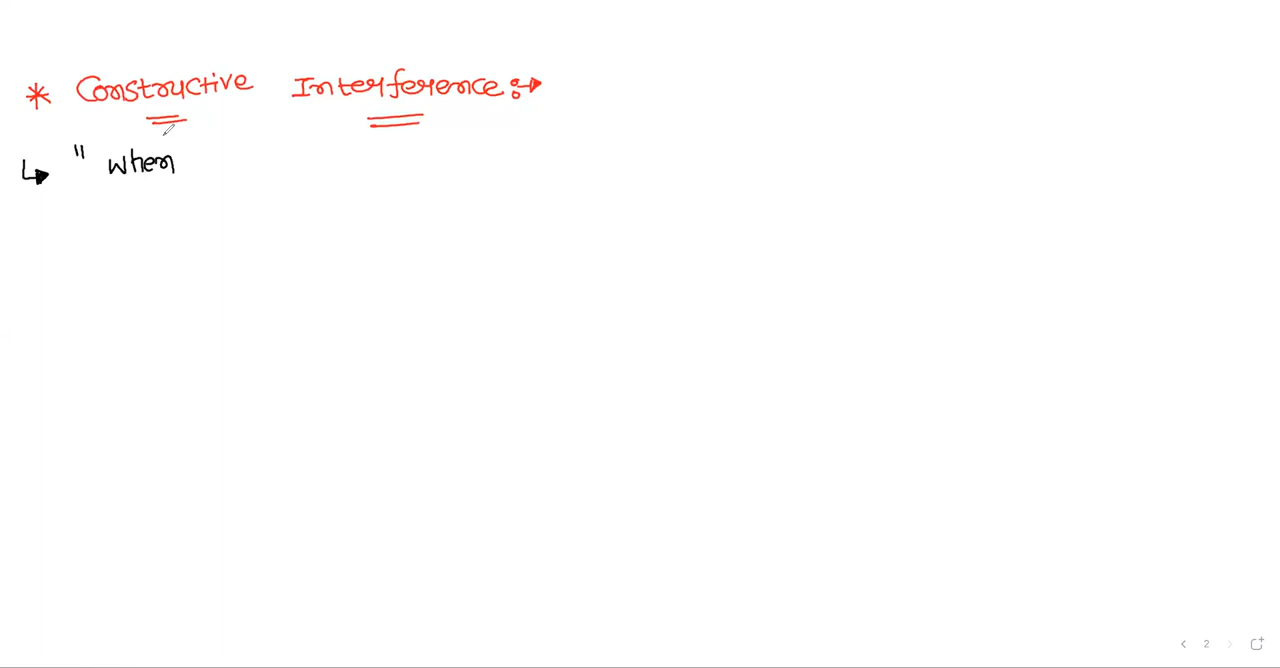 * Constructive Interference :→
↳ " when
2